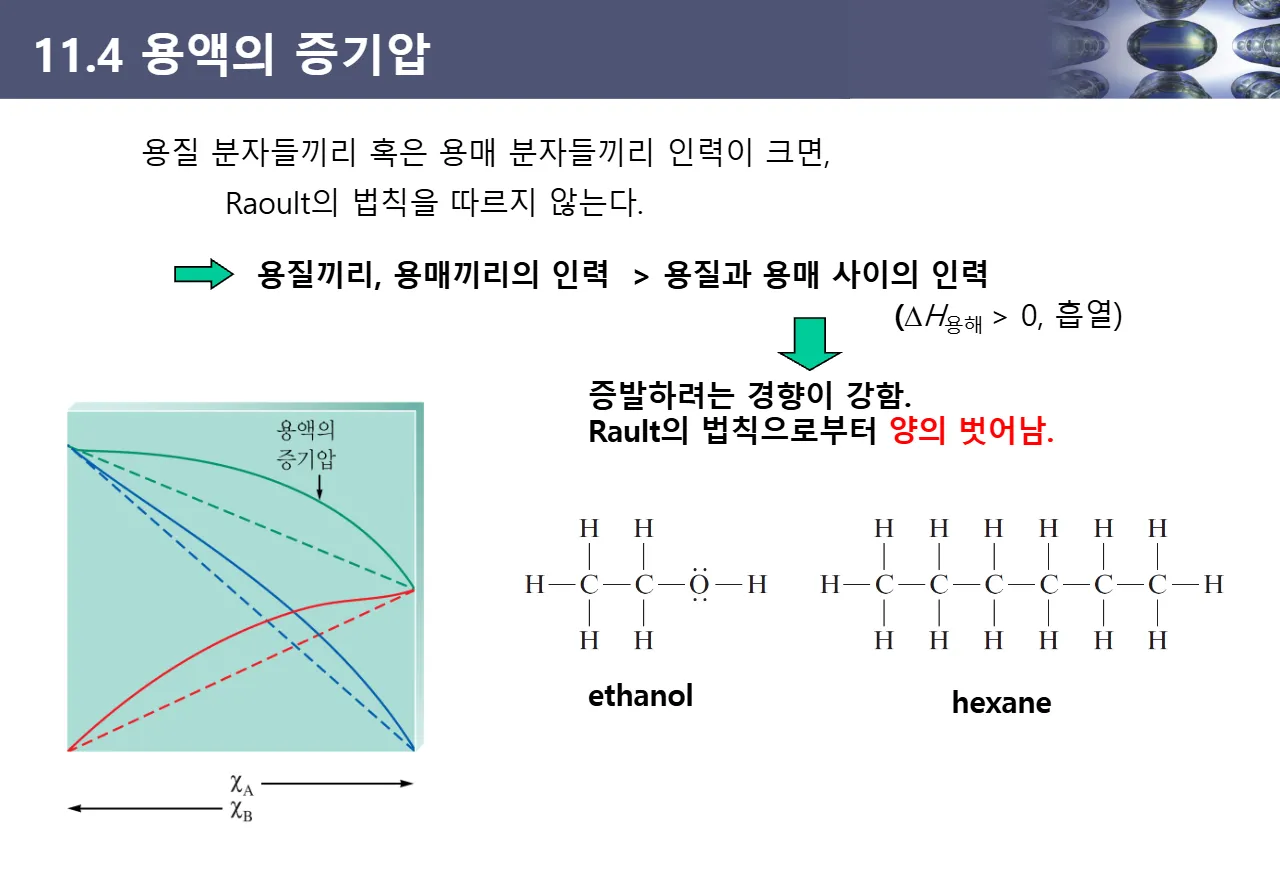 11.4 용액의 증기압
용질 분자들끼리 혹은 용매 분자들끼리 인력이 크면,
Raoult의 법칙을 따르지 않는다.
용질끼리, 용매끼리의 인력 > 용질과 용매 사이의 인력
(ΔH용해 > 0, 흡열)
증발하려는 경향이 강함.
Rault의 법칙으로부터 양의 벗어남.
용액의
증기압
χA
χB
H H
H—C—C—Ö—H
H H
ethanol
H H H H H H
H—C—C—C—C—C—C—H
H H H H H H
hexane